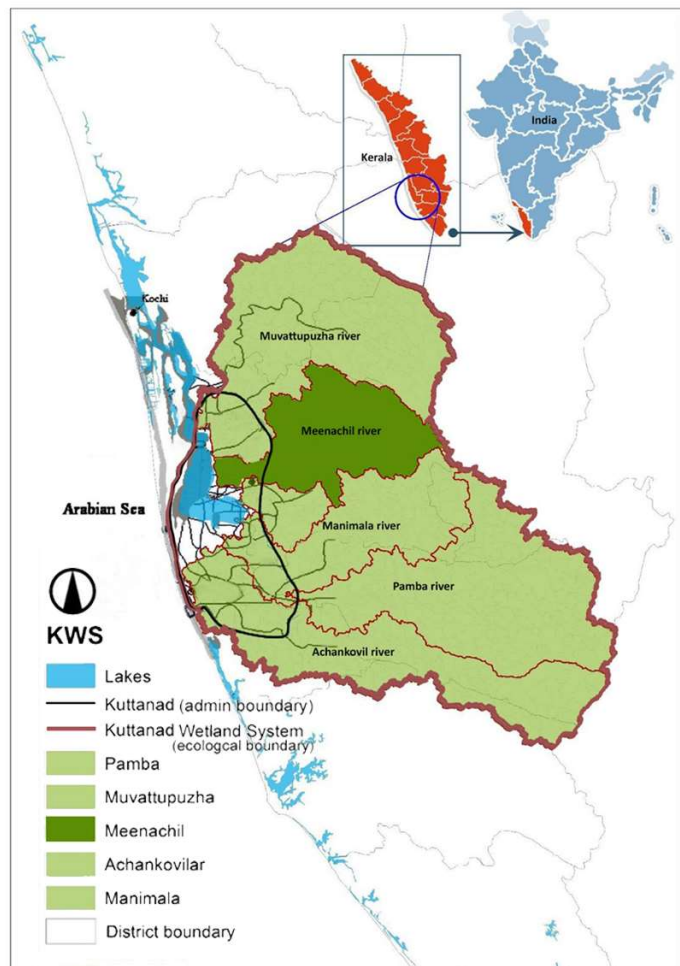 India
Kerala
Kochi
Muvattupuzha river
Meenachil river
Arabian Sea
Manimala river
Pamba river
Achankovil river
KWS
Lakes
Kuttanad (admin boundary)
Kuttanad Wetland System
(ecologcal boundary)
Pamba
Muvattupuzha
Meenachil
Achankovilar
Manimala
District boundary